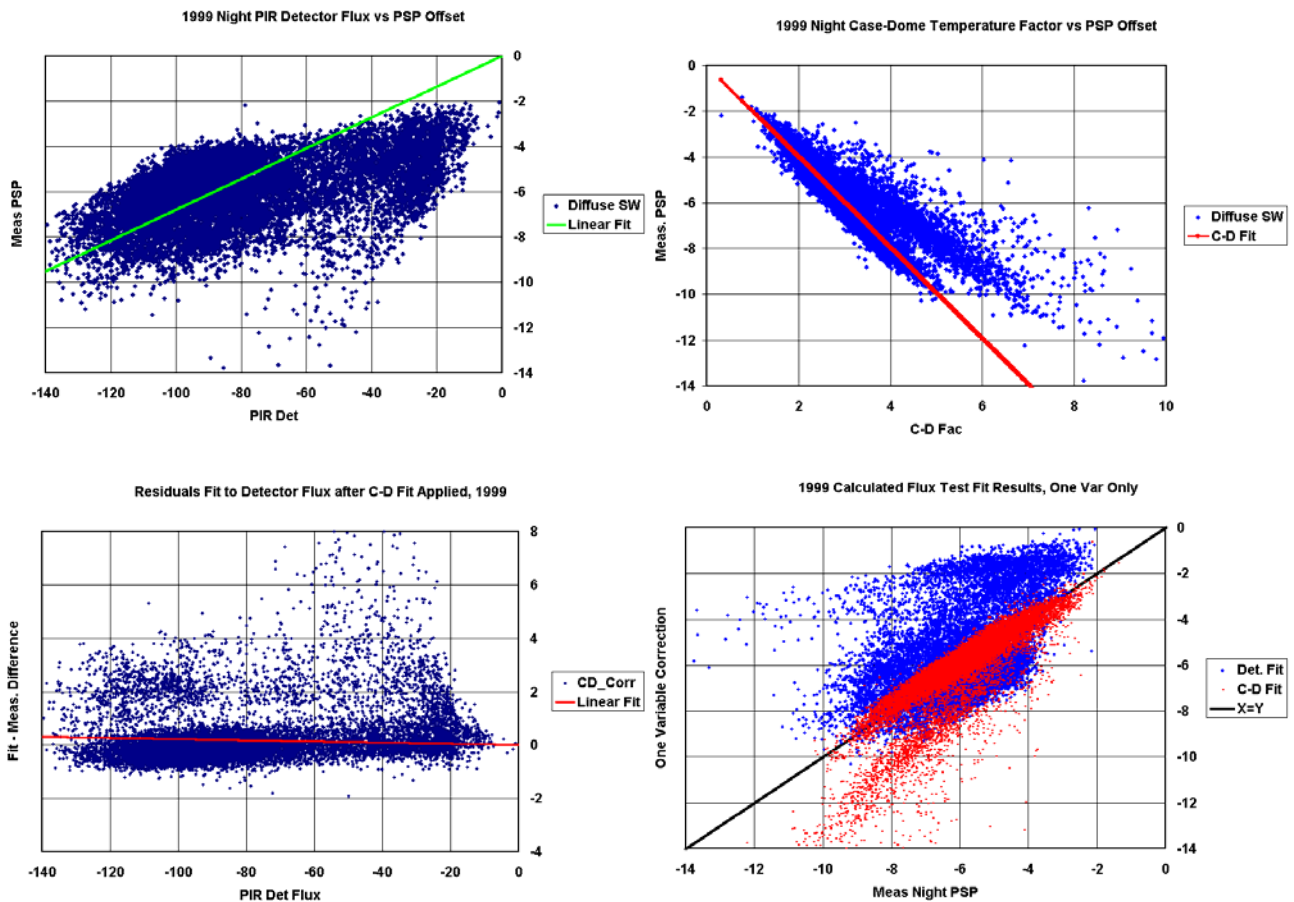 1999 Night PIR Detector Flux vs PSP Offset
0
-2
-4
-6
-8
-10
-12
-14
-140 -120 -100 -80 -60 -40 -20 0
Meas PSP
PIR Det
Diffuse SW
Linear Fit
1999 Night Case-Dome Temperature Factor vs PSP Offset
0
-2
-4
-6
-8
-10
-12
-14
0 2 4 6 8 10
Meas. PSP
C-D Fac
Diffuse SW
C-D Fit
Residuals Fit to Detector Flux after C-D Fit Applied, 1999
8
6
4
2
0
-2
-4
-140 -120 -100 -80 -60 -40 -20 0
Fit - Meas. Difference
PIR Det Flux
CD_Corr
Linear Fit
1999 Calculated Flux Test Fit Results, One Var Only
0
-2
-4
-6
-8
-10
-12
-14
-14 -12 -10 -8 -6 -4 -2 0
One Variable Correction
Meas Night PSP
Det. Fit
C-D Fit
X=Y